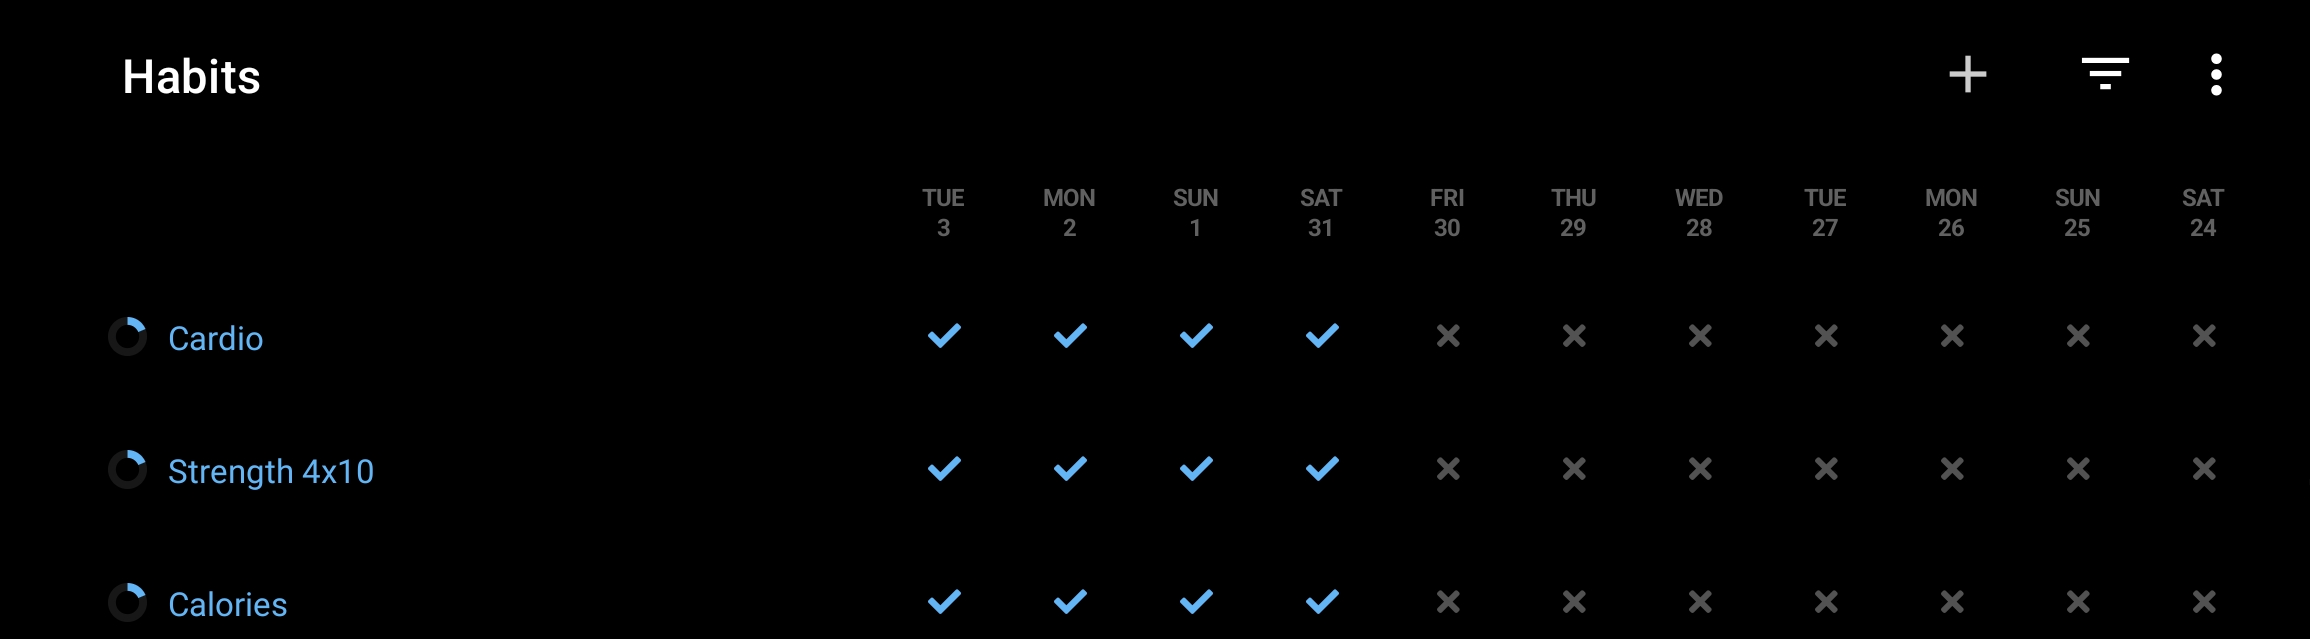 Habits
TUE MON SUN SAT FRI THU WED TUE MON SUN SAT
3 2 1 31 30 29 28 27 26 25 24
Cardio
Strength 4x10
Calories